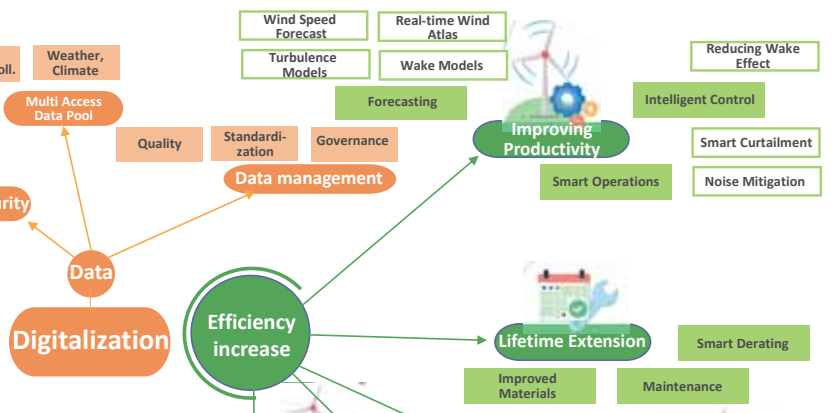 Wind Speed
Forecast
Real-time Wind
Atlas
Turbulence
Models
Wake Models
Forecasting
Weather,
Climate
oll.
Multi Access
Data Pool
Quality
Standardi-
zation
Governance
Data management
urity
Data
Digitalization
Efficiency
increase
Improving
Productivity
Reducing Wake
Effect
Intelligent Control
Smart Curtailment
Smart Operations
Noise Mitigation
Lifetime Extension
Smart Derating
Improved
Materials
Maintenance